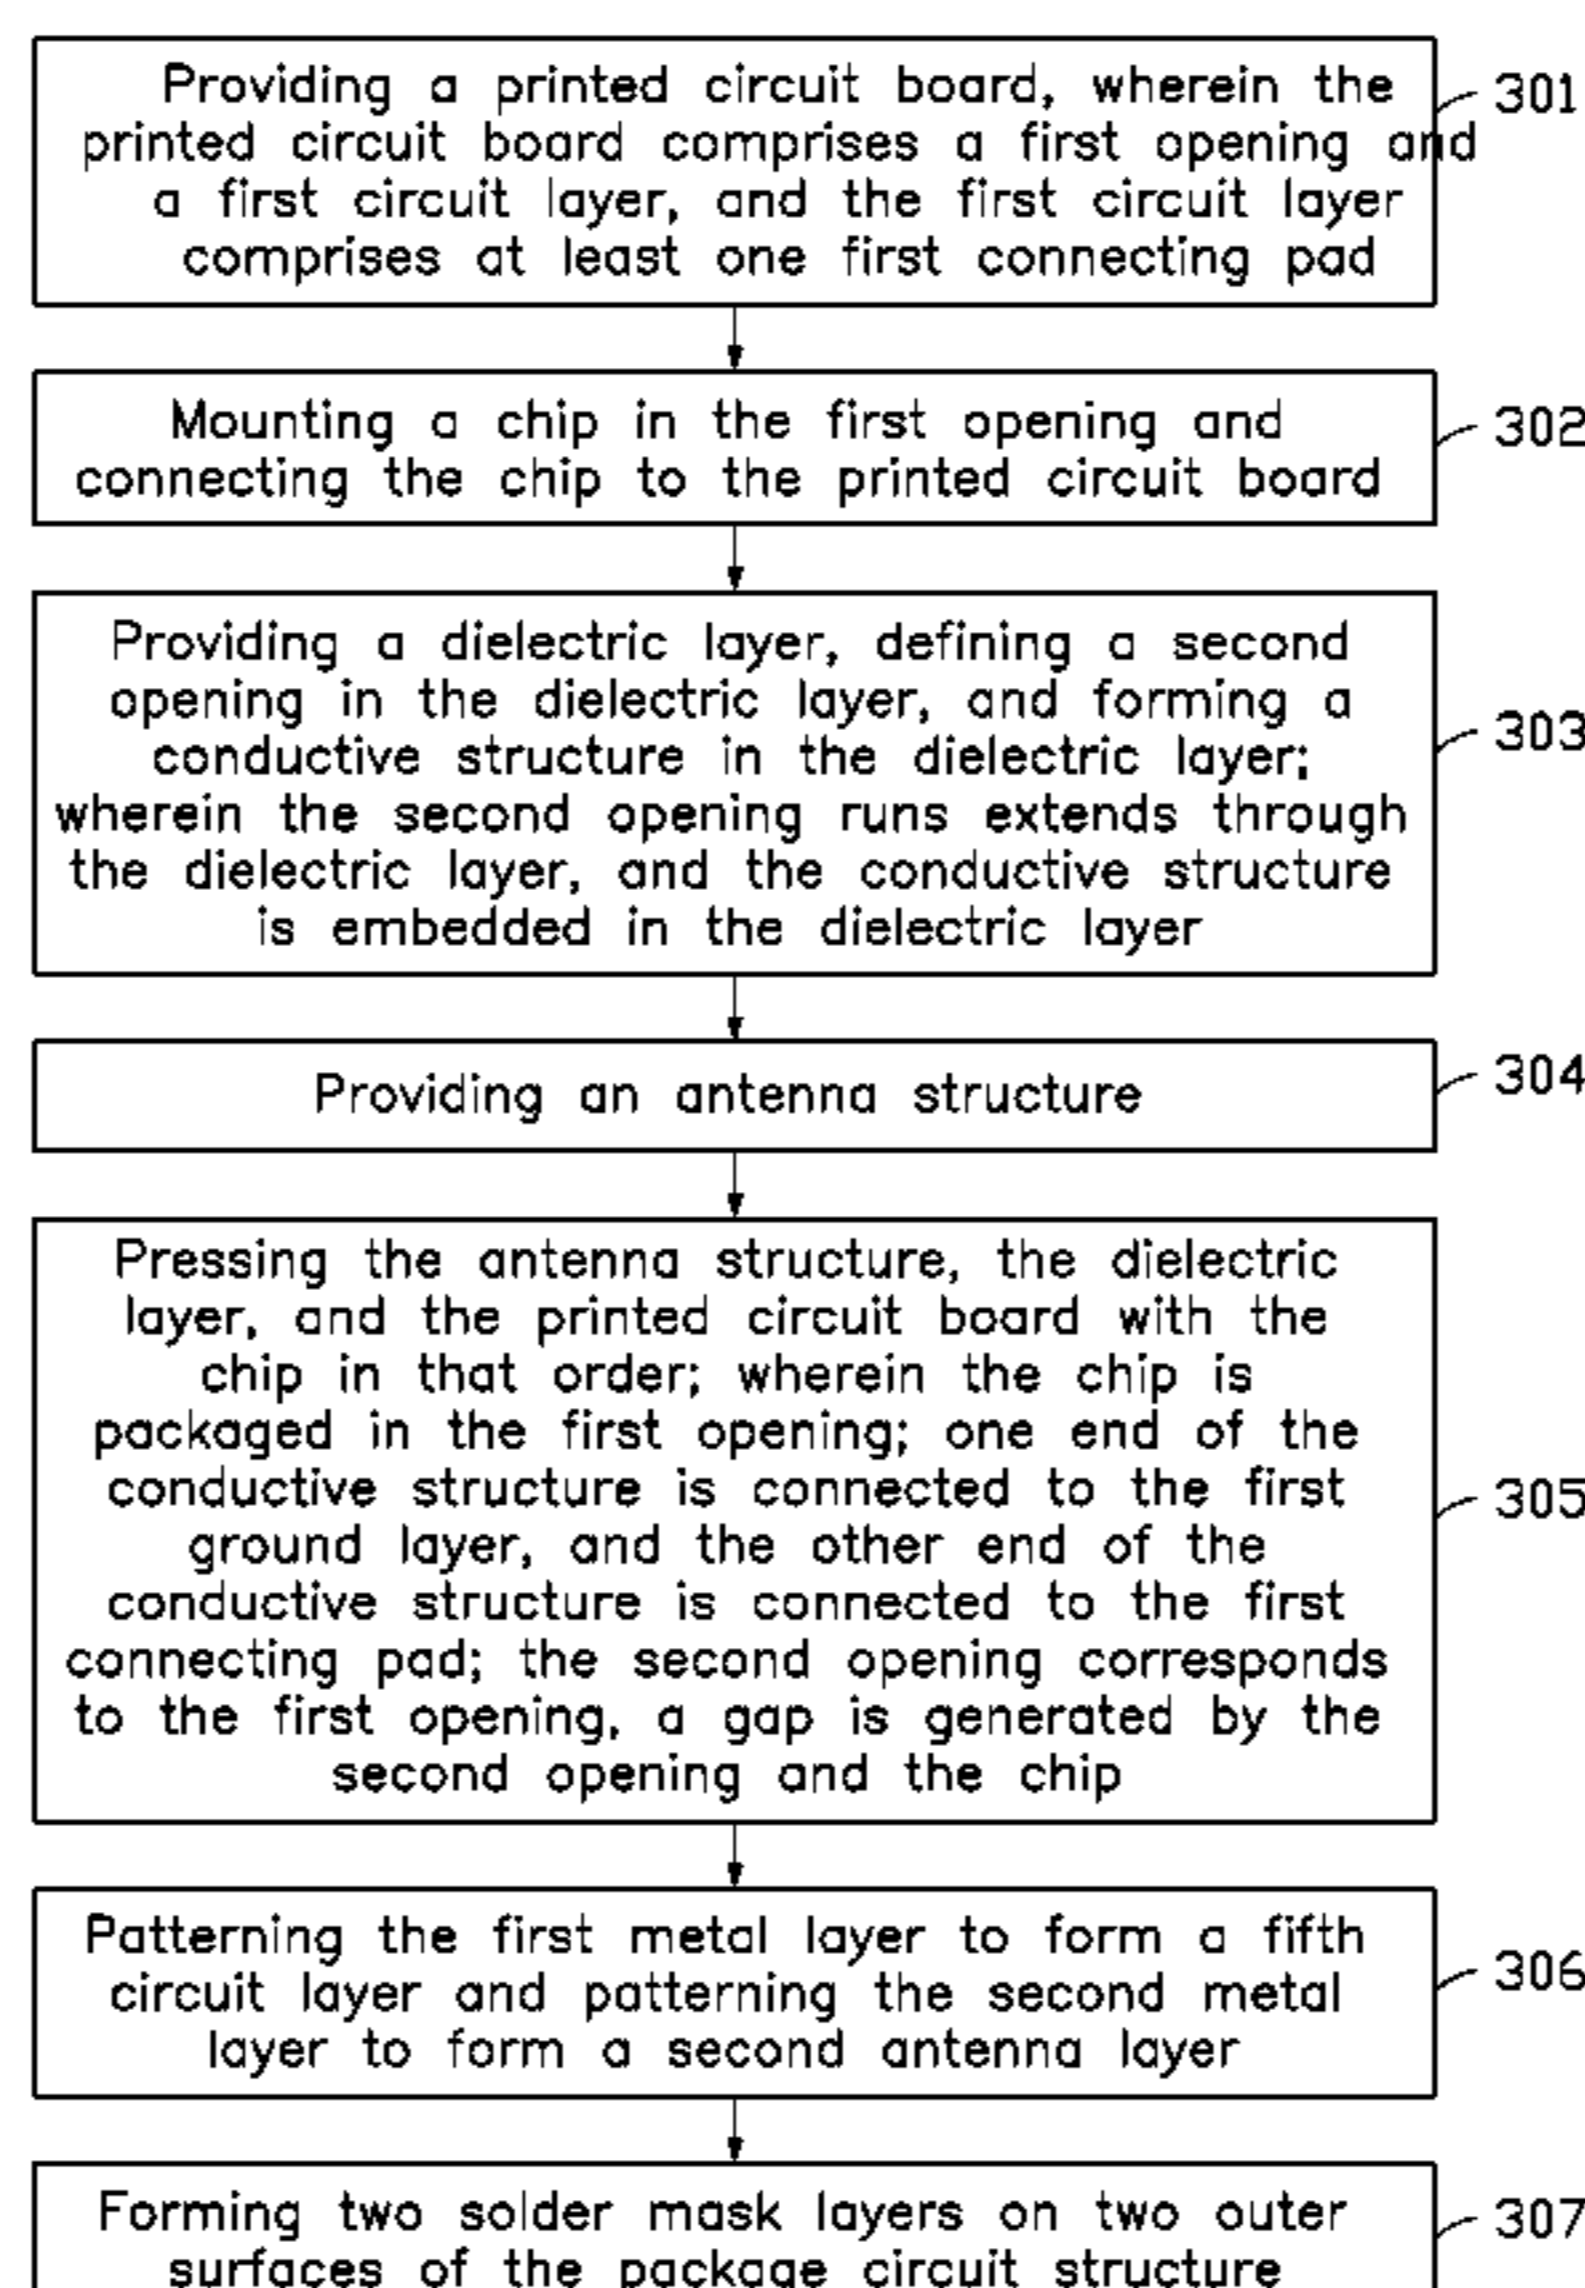 Providing a printed circuit board, wherein the
printed circuit board comprises a first opening and
a first circuit layer, and the first circuit layer
comprises at least one first connecting pad
301
Mounting a chip in the first opening and
connecting the chip to the printed circuit board
302
Providing a dielectric layer, defining a second
opening in the dielectric layer, and forming a
conductive structure in the dielectric layer;
wherein the second opening runs extends through
the dielectric layer, and the conductive structure
is embedded in the dielectric layer
303
Providing an antenna structure
304
Pressing the antenna structure, the dielectric
layer, and the printed circuit board with the
chip in that order; wherein the chip is
packaged in the first opening; one end of the
conductive structure is connected to the first
ground layer, and the other end of the
conductive structure is connected to the first
connecting pad; the second opening corresponds
to the first opening, a gap is generated by the
second opening and the chip
305
Patterning the first metal layer to form a fifth
circuit layer and patterning the second metal
layer to form a second antenna layer
306
Forming two solder mask layers on two outer
surfaces of the package circuit structure
307